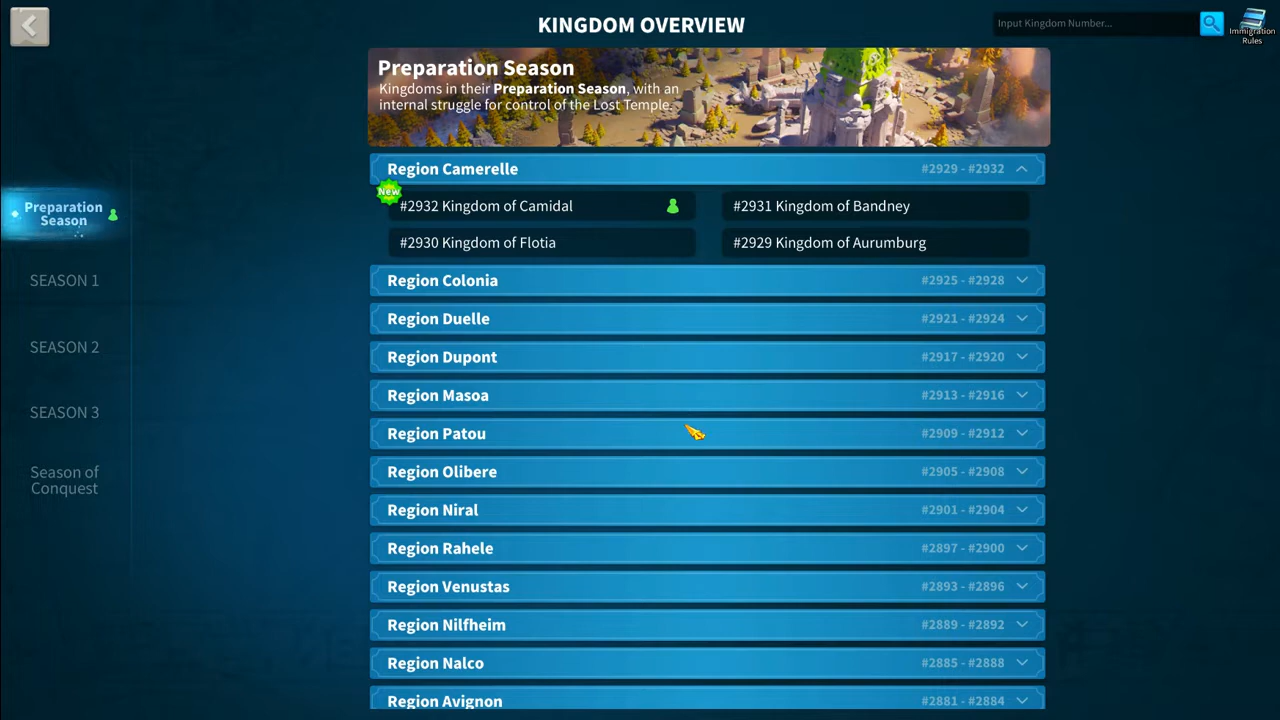 KINGDOM OVERVIEW
Input Kingdom Number...
Immigration
Rules
Preparation Season
Kingdoms in their Preparation Season, with an
internal struggle for control of the Lost Temple.
Preparation
Season
SEASON 1
SEASON 2
SEASON 3
Season of
Conquest
Region Camerelle #2929 - #2932
New
#2932 Kingdom of Camidal
#2931 Kingdom of Bandney
#2930 Kingdom of Flotia
#2929 Kingdom of Aurumburg
Region Colonia #2925 - #2928
Region Duelle #2921 - #2924
Region Dupont #2917 - #2920
Region Masoa #2913 - #2916
Region Patou #2909 - #2912
Region Olibere #2905 - #2908
Region Niral #2901 - #2904
Region Rahele #2897 - #2900
Region Venustas #2893 - #2896
Region Nilfheim #2889 - #2892
Region Nalco #2885 - #2888
Region Avignon #2881 - #2884